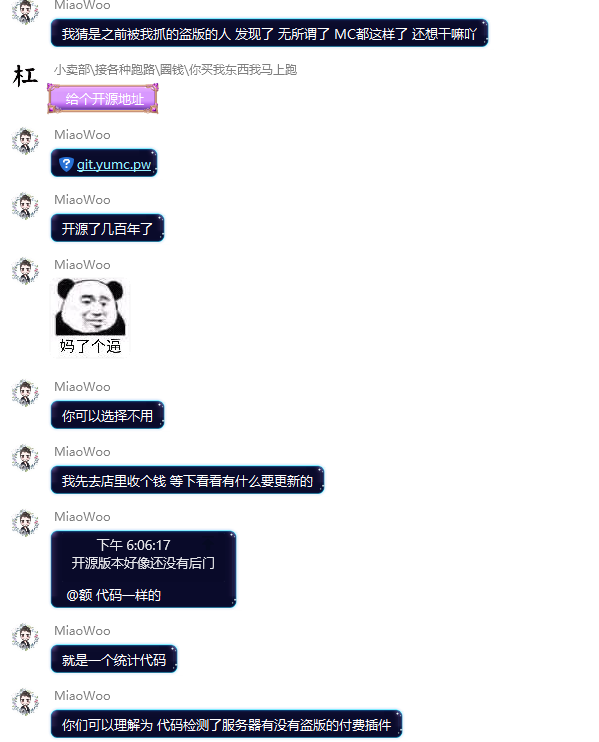 MiaoWoo
我猜是之前被我抓的盗版的人 发现了 无所谓了 MC都这样了 还想干嘛吖
杠
小卖部\接各种跑路\圈钱\你买我东西我马上跑
给个开源地址
MiaoWoo
git.yumc.pw
MiaoWoo
开源了几百年了
MiaoWoo
妈了个逼
MiaoWoo
你可以选择不用
MiaoWoo
我先去店里收个钱 等下看看有什么要更新的
MiaoWoo
下午 6:06:17
开源版本好像还没有后门
@额 代码一样的
MiaoWoo
就是一个统计代码
MiaoWoo
你们可以理解为 代码检测了服务器有没有盗版的付费插件